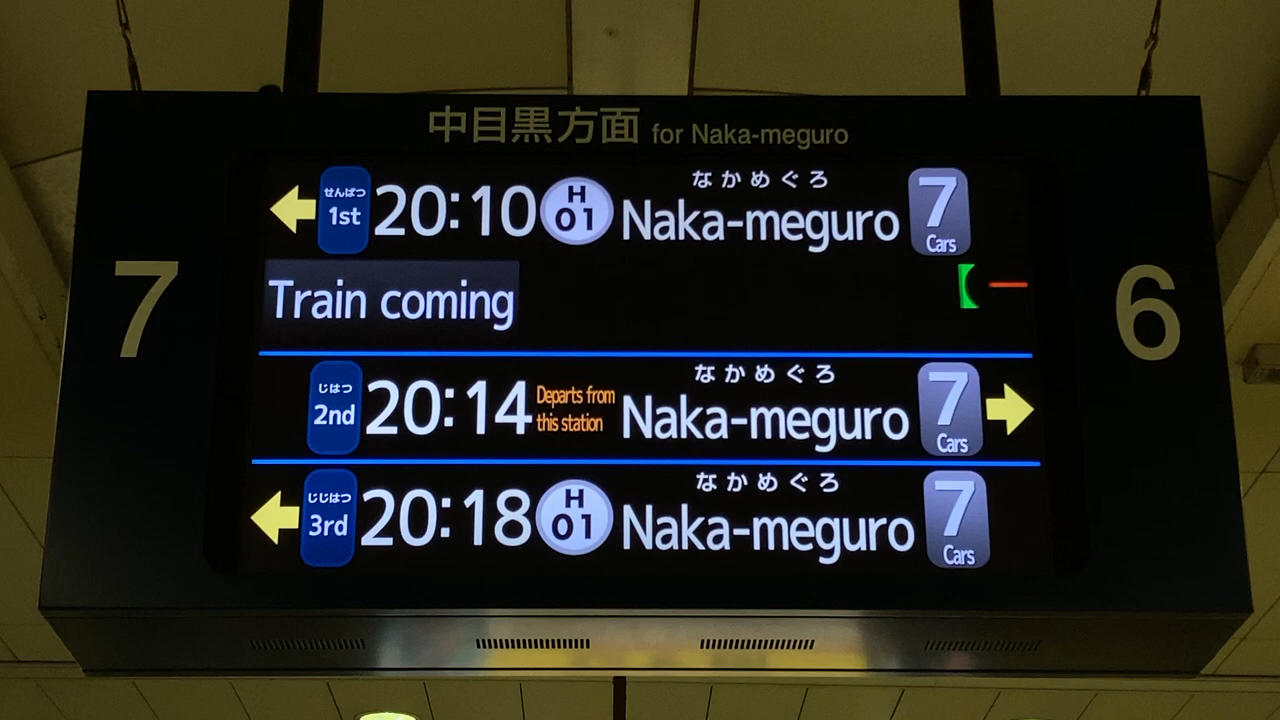 中目黒方面 for Naka-meguro
7
6
せんぱつ
1st
20:10
H
01
なかめぐろ
Naka-meguro
7
Cars
Train coming
じはつ
2nd
20:14
Departs from
this station
なかめぐろ
Naka-meguro
7
Cars
じじはつ
3rd
20:18
H
01
なかめぐろ
Naka-meguro
7
Cars